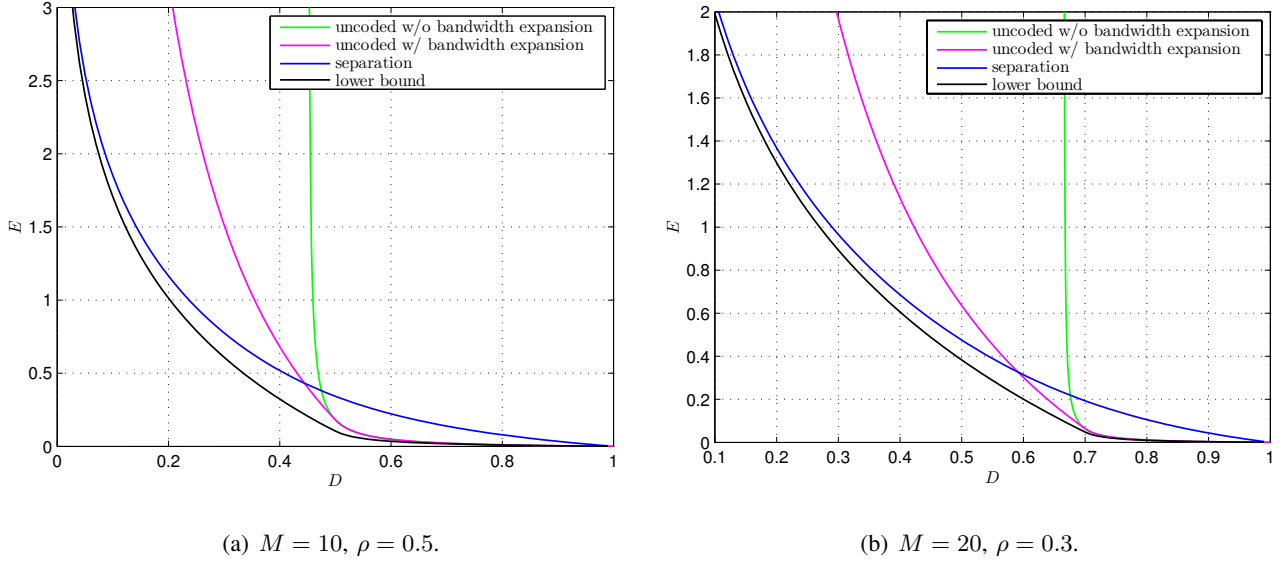 uncoded w/o bandwidth expansion
uncoded w/ bandwidth expansion
separation
lower bound
3
2.5
2
1.5
1
0.5
0
E
0 0.2 0.4 0.6 0.8 1
D
(a) M = 10, ρ = 0.5.
uncoded w/o bandwidth expansion
uncoded w/ bandwidth expansion
separation
lower bound
2
1.8
1.6
1.4
1.2
1
0.8
0.6
0.4
0.2
0
E
0.1 0.2 0.3 0.4 0.5 0.6 0.7 0.8 0.9 1
D
(b) M = 20, ρ = 0.3.